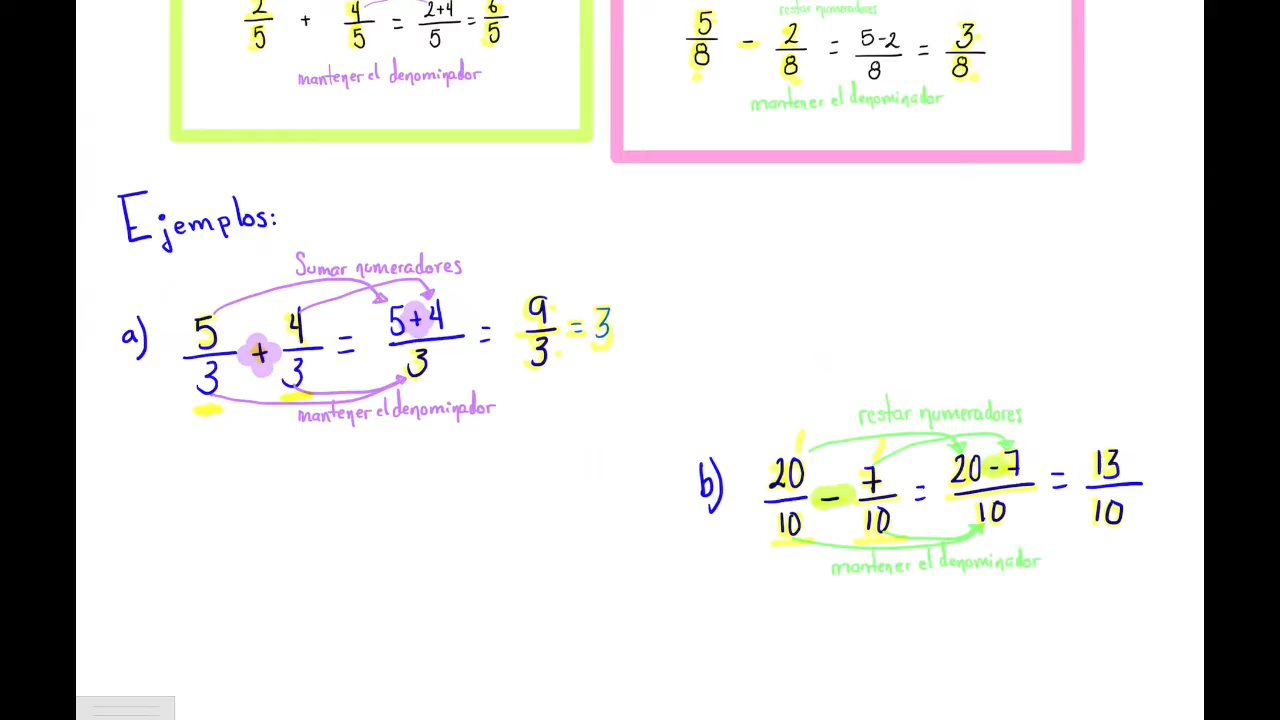 2/5 + 4/5 = 2+4/5 = 6/5
mantener el denominador
restar numeradores
5/8 - 2/8 = 5-2/8 = 3/8
mantener el denominador
Ejemplos:
Sumar numeradores
a) 5/3 + 4/3 = 5+4/3 = 9/3 = 3
mantener el denominador
restar numeradores
b) 20/10 - 7/10 = 20-7/10 = 13/10
mantener el denominador